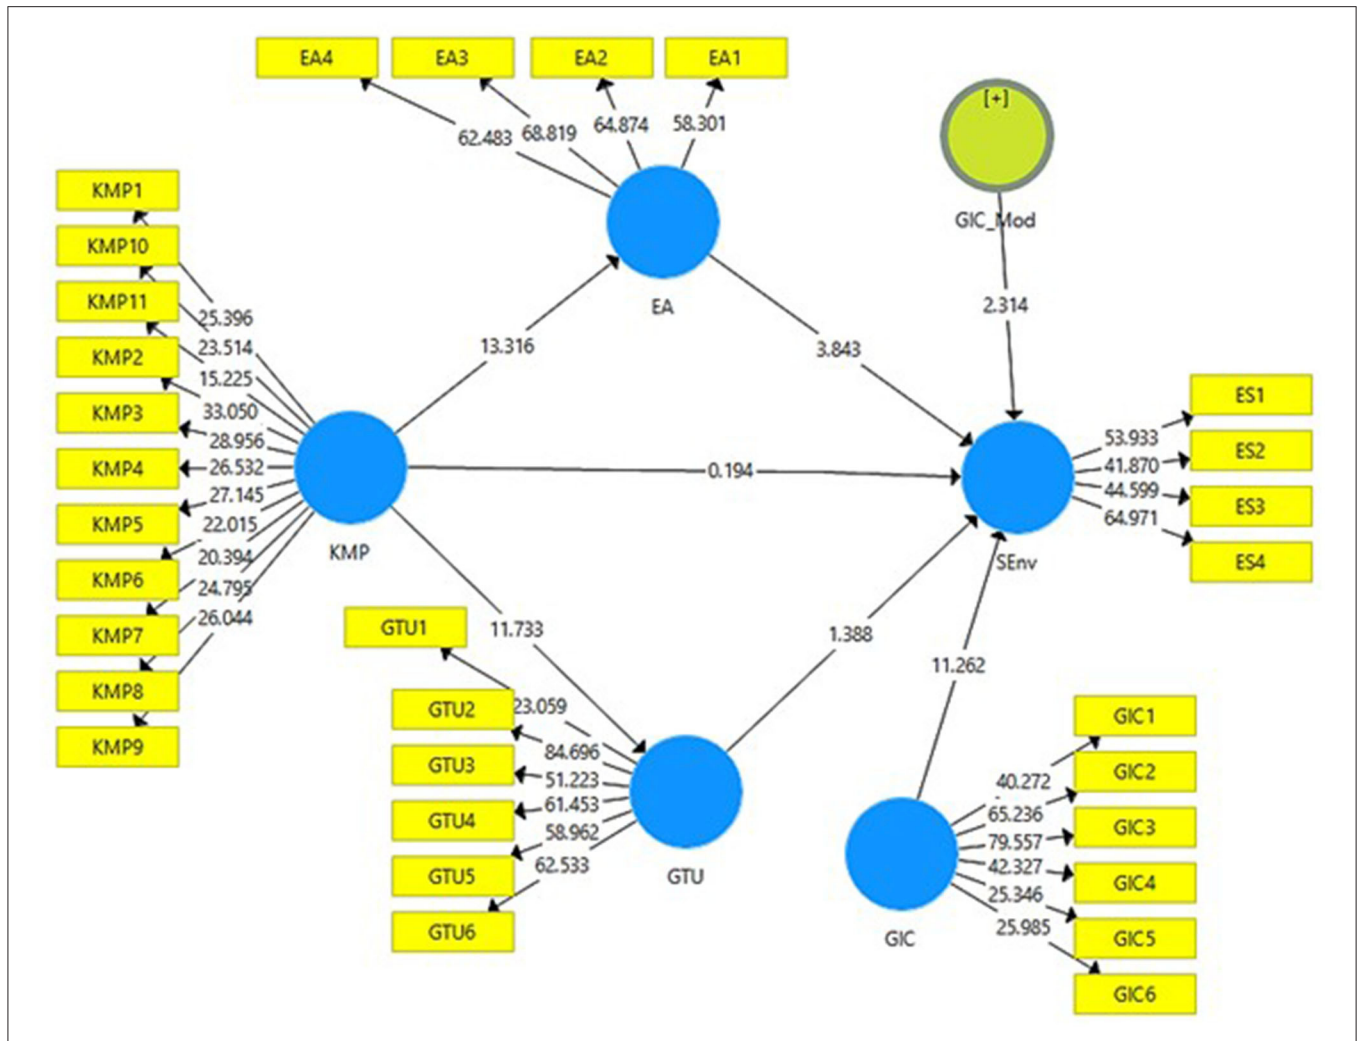 EA4 EA3 EA2 EA1
62.483 68.819 64.874 58.301
EA
[+]
GIC_Mod
2.314
KMP1
KMP10
KMP11
KMP2
KMP3
KMP4
KMP5
KMP6
KMP7
KMP8
KMP9
25.396
23.514
15.225
33.050
28.956
26.532
27.145
22.015
20.394
24.795
26.044
KMP
13.316
3.843
0.194
11.733
1.388
11.262
SEnv
53.933
41.870
44.599
64.971
ES1
ES2
ES3
ES4
GTU1
GTU2
GTU3
GTU4
GTU5
GTU6
23.059
84.696
51.223
61.453
58.962
62.533
GTU
GIC
40.272
65.236
79.557
42.327
25.346
25.985
GIC1
GIC2
GIC3
GIC4
GIC5
GIC6